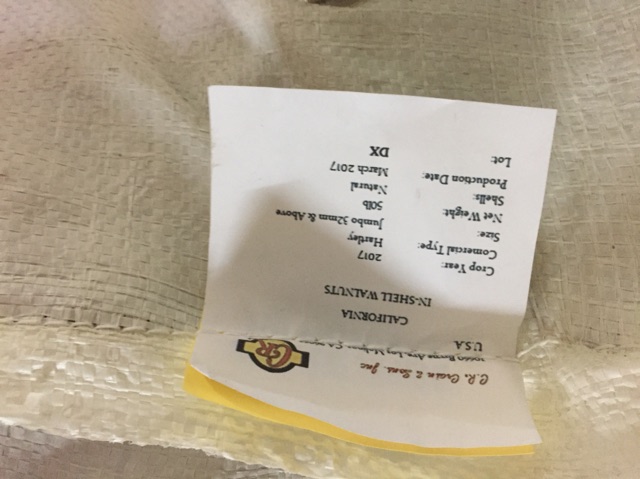 C.R. Crain & Sons, Inc
U.S.A
CALIFORNIA
IN-SHELL WALNUTS
Crop Year: 2017
Comercial Type: Hartley
Size: Jumbo 32mm & Above
Net Weight: 50lb
Shells: Natural
Production Date: March 2017
Lot: DX